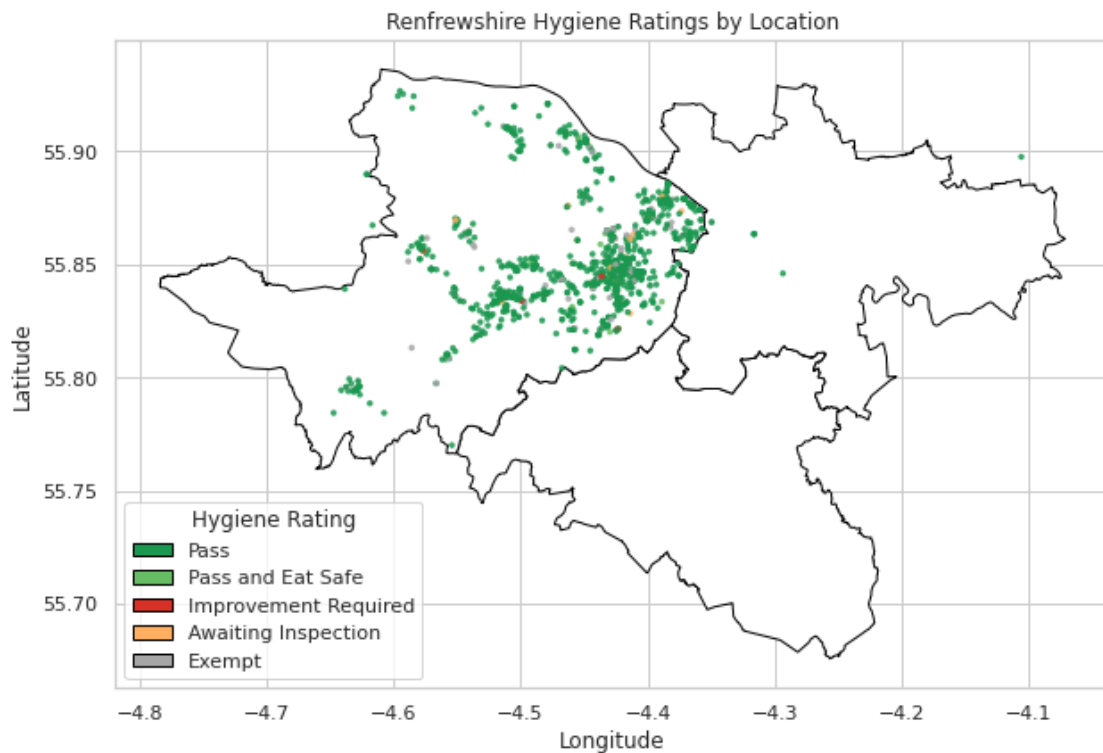 Renfrewshire Hygiene Ratings by Location
Latitude
55.90
55.85
55.80
55.75
55.70
Hygiene Rating
Pass
Pass and Eat Safe
Improvement Required
Awaiting Inspection
Exempt
−4.8 −4.7 −4.6 −4.5 −4.4 −4.3 −4.2 −4.1
Longitude